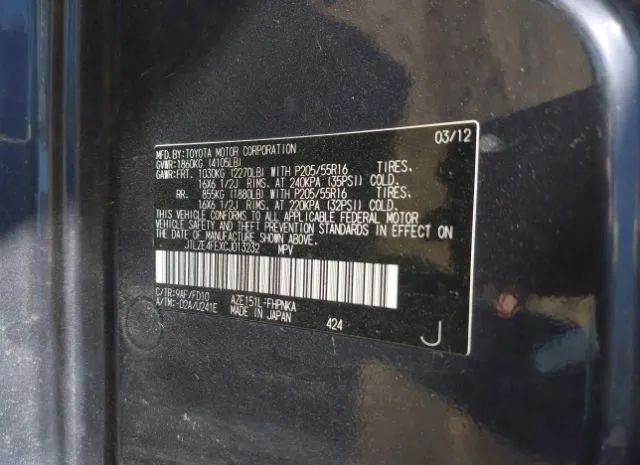 MFD.BY:TOYOTA MOTOR CORPORATION 03/12
GVWR:1860KG (4105LB)
GAWR:FRT. 1030KG (2270LB) WITH P205/55R16 TIRES,
16X6 1/2J RIMS, AT 240KPA (35PSI) COLD.
RR. 855KG (1880LB) WITH P205/55R16 TIRES,
16X6 1/2J RIMS, AT 220KPA (32PSI) COLD.
THIS VEHICLE CONFORMS TO ALL APPLICABLE FEDERAL MOTOR
VEHICLE SAFETY AND THEFT PREVENTION STANDARDS IN EFFECT ON
THE DATE OF MANUFACTURE SHOWN ABOVE.
JTLZE4FEXCJ013232 MPV
C/TR:9AF/FD10 AZE151L-FHPNKA
A/TM:-02A/U241E MADE IN JAPAN 424
J